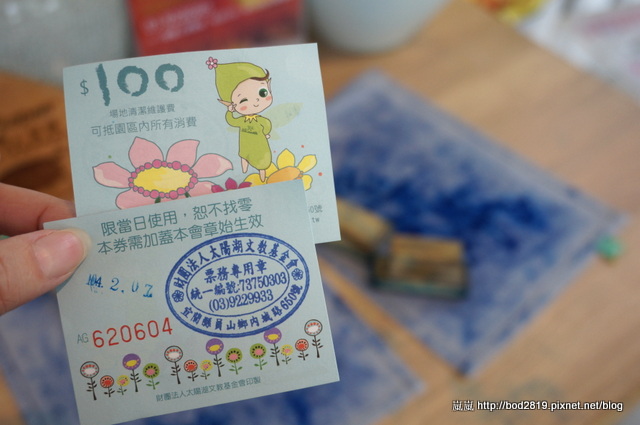 $100
場地清潔維護費
可抵園區內所有消費
限當日使用，恕不找零
本券需加蓋本會章始生效
財團法人太陽湖文教基金會
票務專用章
統一編號:73750303
(03)9229933
宜蘭縣員山鄉內城路650號
104.2.07
AG 620604
財團法人太陽湖文教基金會印製
嵐嵐 http://bod2819.pixnet.net/blog